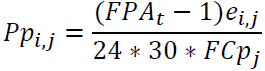 Pp_{i,j} = \frac{(FPA_t - 1)e_{i,j}}{24 * 30 * FCp_j}